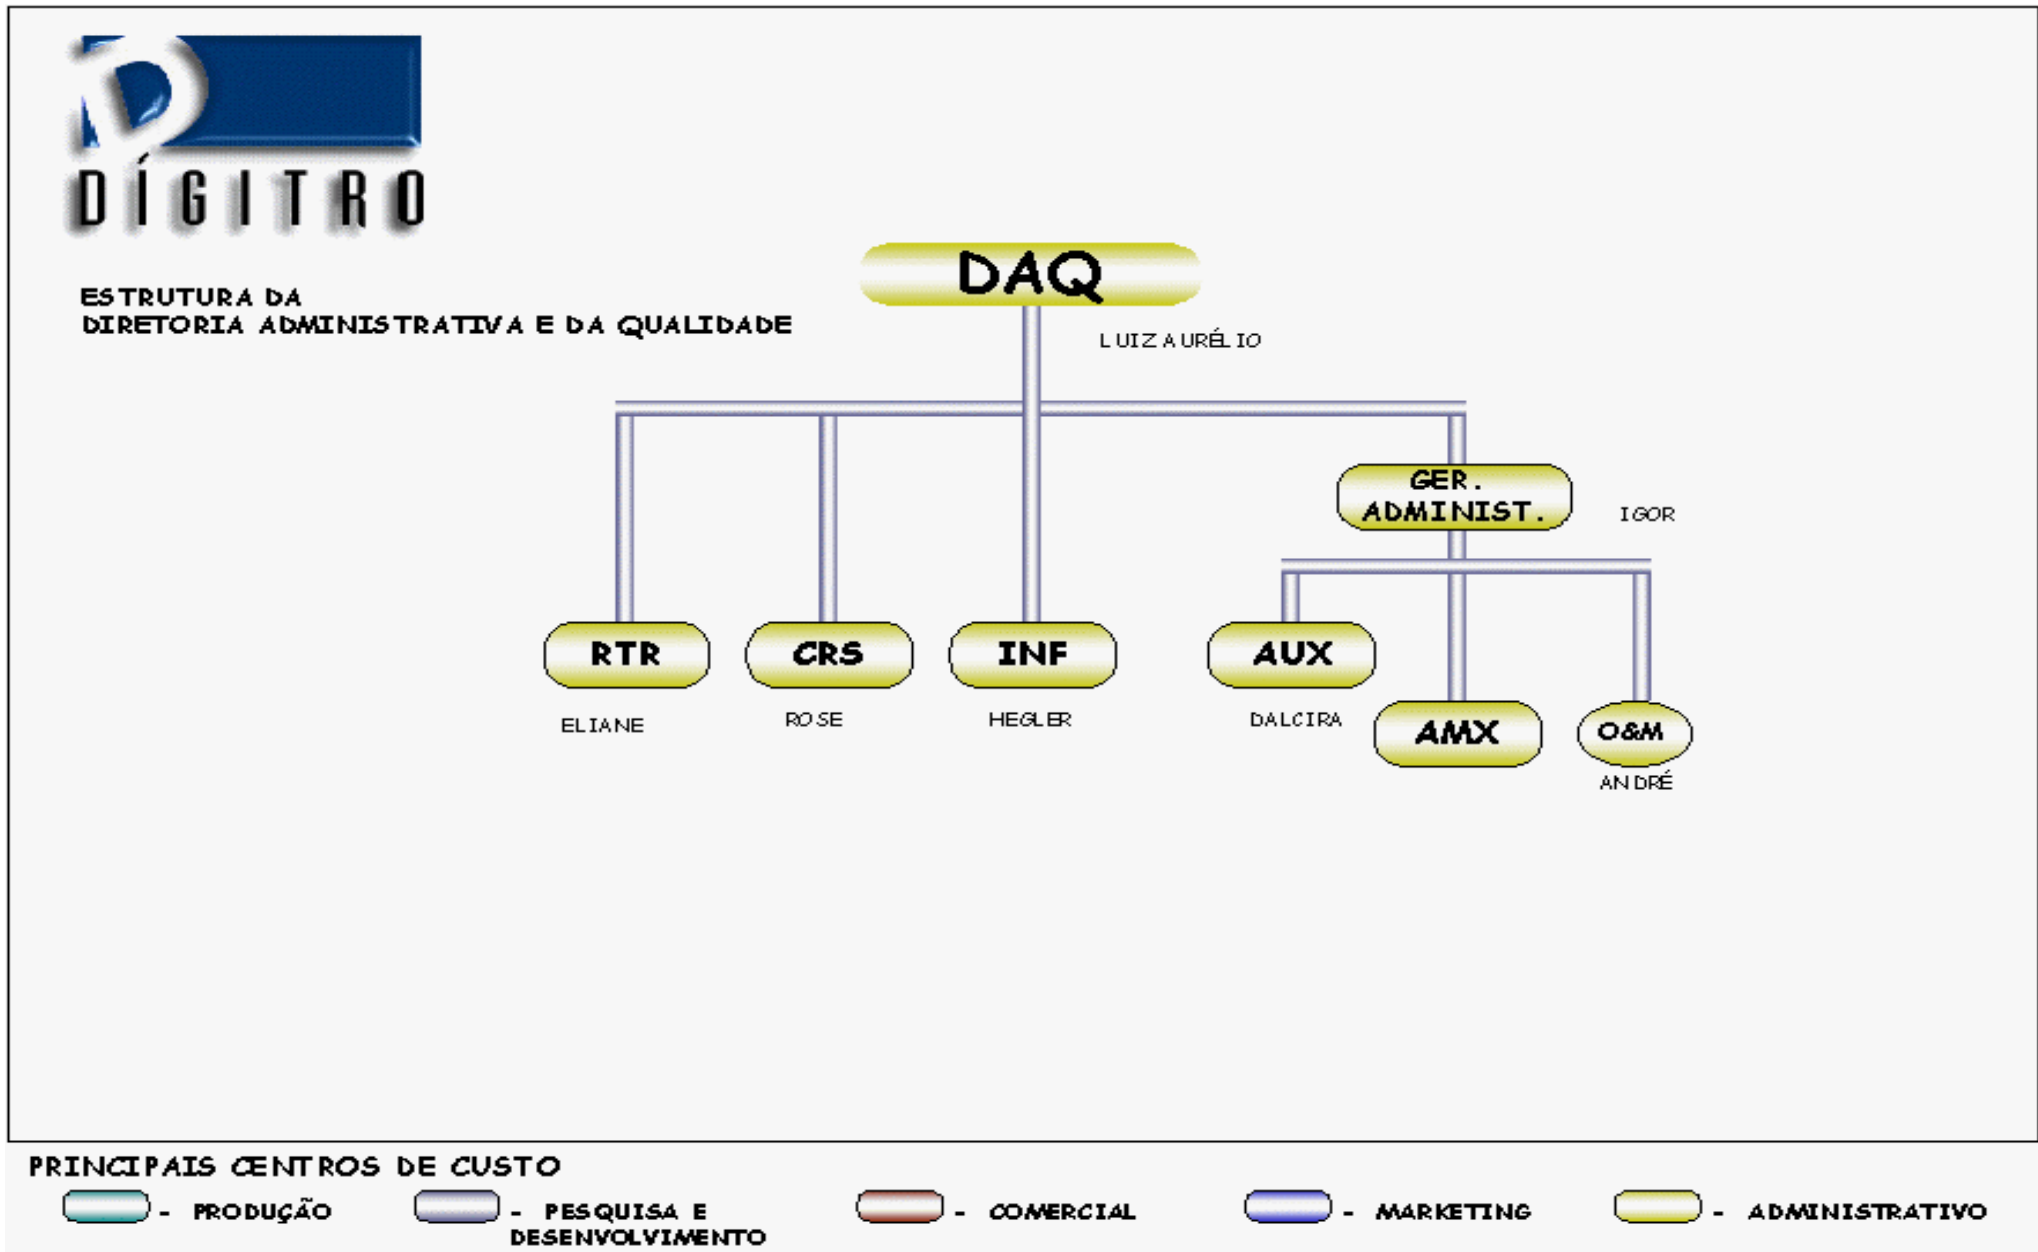 DÍGITRO
ESTRUTURA DA
DIRETORIA ADMINISTRATIVA E DA QUALIDADE
DAQ
LUIZ AURÉLIO
GER.
ADMINIST.
IGOR
RTR
CRS
INF
AUX
ELIANE
ROSE
HEGLER
DALCIRA
AMX
O&M
ANDRÉ
PRINCIPAIS CENTROS DE CUSTO
- PRODUÇÃO
- PESQUISA E
DESENVOLVIMENTO
- COMERCIAL
- MARKETING
- ADMINISTRATIVO